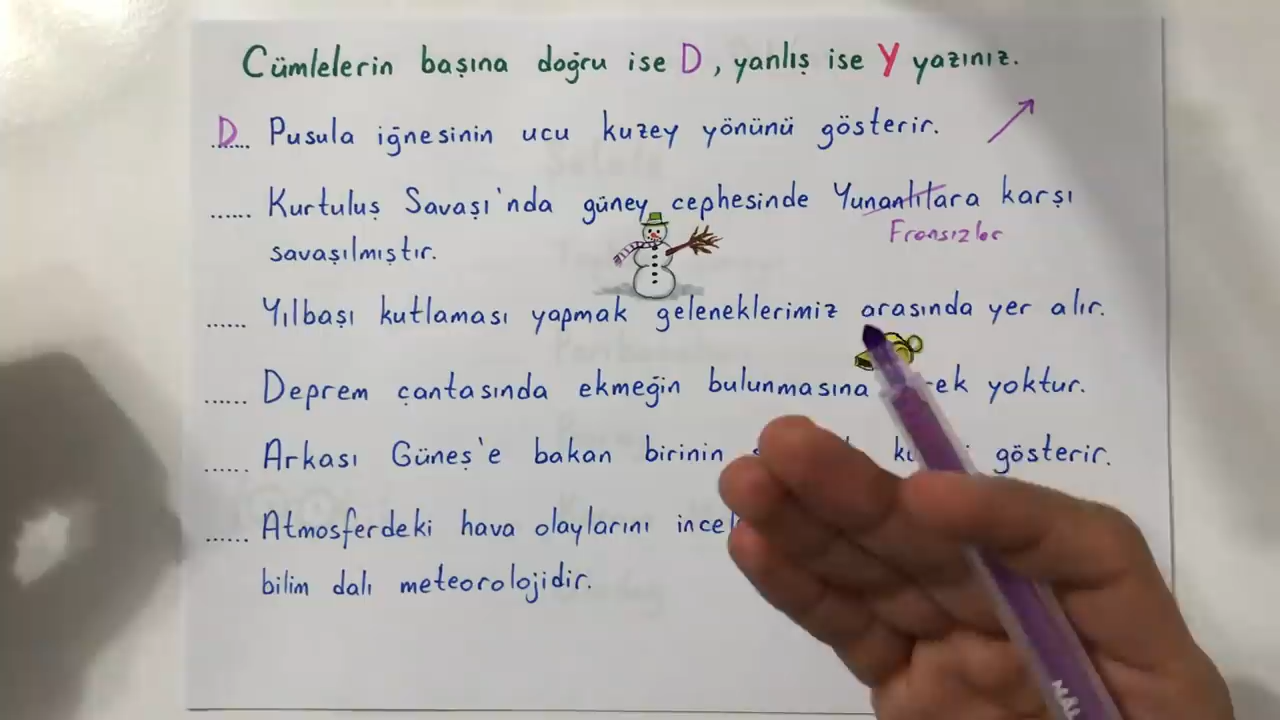 Cümlelerin başına doğru ise D, yanlış ise Y yazınız.
D...... Pusula iğnesinin ucu kuzey yönünü gösterir.
...... Kurtuluş Savaşı'nda güney cephesinde Yunanlılara karşı
Fransızlar
savaşılmıştır.
...... Yılbaşı kutlaması yapmak geleneklerimiz arasında yer alır.
...... Deprem çantasında ekmeğin bulunmasına yoktur.
...... Arkası Güneş'e bakan birinin gösterir.
...... Atmosferdeki hava olaylarını
bilim dalı meteorolojidir.